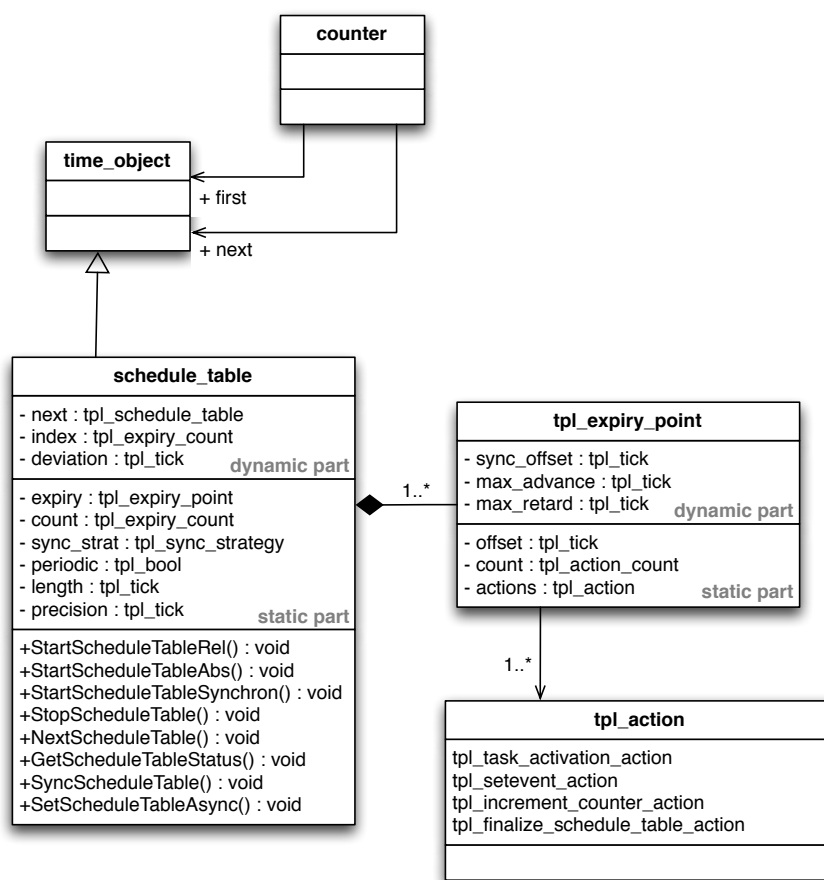 counter
time_object
+ first
+ next
schedule_table
- next : tpl_schedule_table
- index : tpl_expiry_count
- deviation : tpl_tick
dynamic part
- expiry : tpl_expiry_point
- count : tpl_expiry_count
- sync_strat : tpl_sync_strategy
- periodic : tpl_bool
- length : tpl_tick
- precision : tpl_tick
static part
+StartScheduleTableRel() : void
+StartScheduleTableAbs() : void
+StartScheduleTableSynchron() : void
+StopScheduleTable() : void
+NextScheduleTable() : void
+GetScheduleTableStatus() : void
+SyncScheduleTable() : void
+SetScheduleTableAsync() : void
1..*
tpl_expiry_point
- sync_offset : tpl_tick
- max_advance : tpl_tick
- max_retard : tpl_tick
dynamic part
- offset : tpl_tick
- count : tpl_action_count
- actions : tpl_action
static part
1..*
tpl_action
tpl_task_activation_action
tpl_setevent_action
tpl_increment_counter_action
tpl_finalize_schedule_table_action